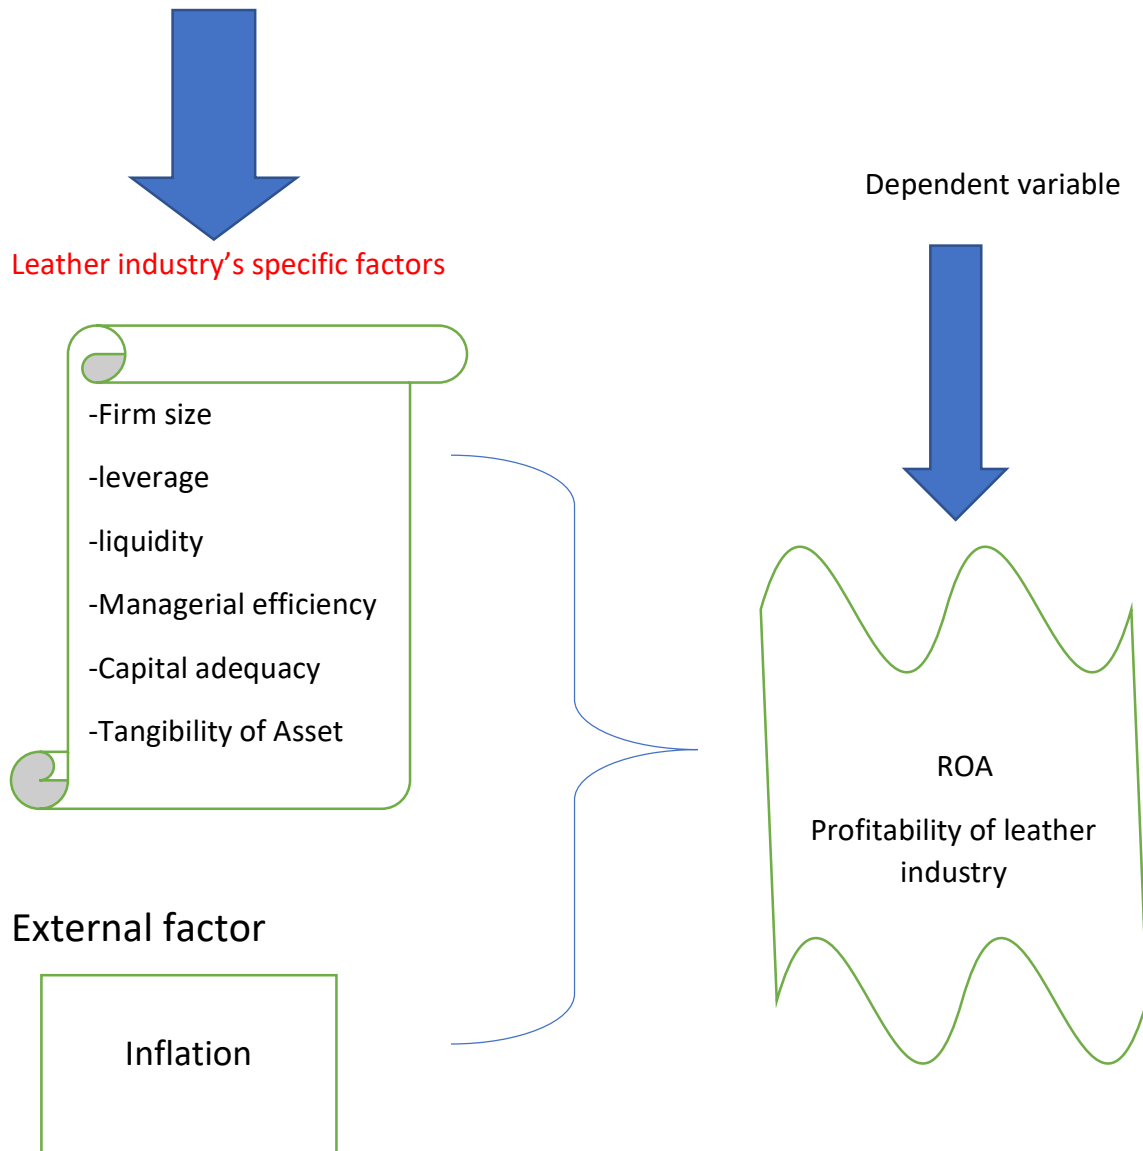 Dependent variable
Leather industry’s specific factors
-Firm size
-leverage
-liquidity
-Managerial efficiency
-Capital adequacy
-Tangibility of Asset
ROA
Profitability of leather
industry
External factor
Inflation